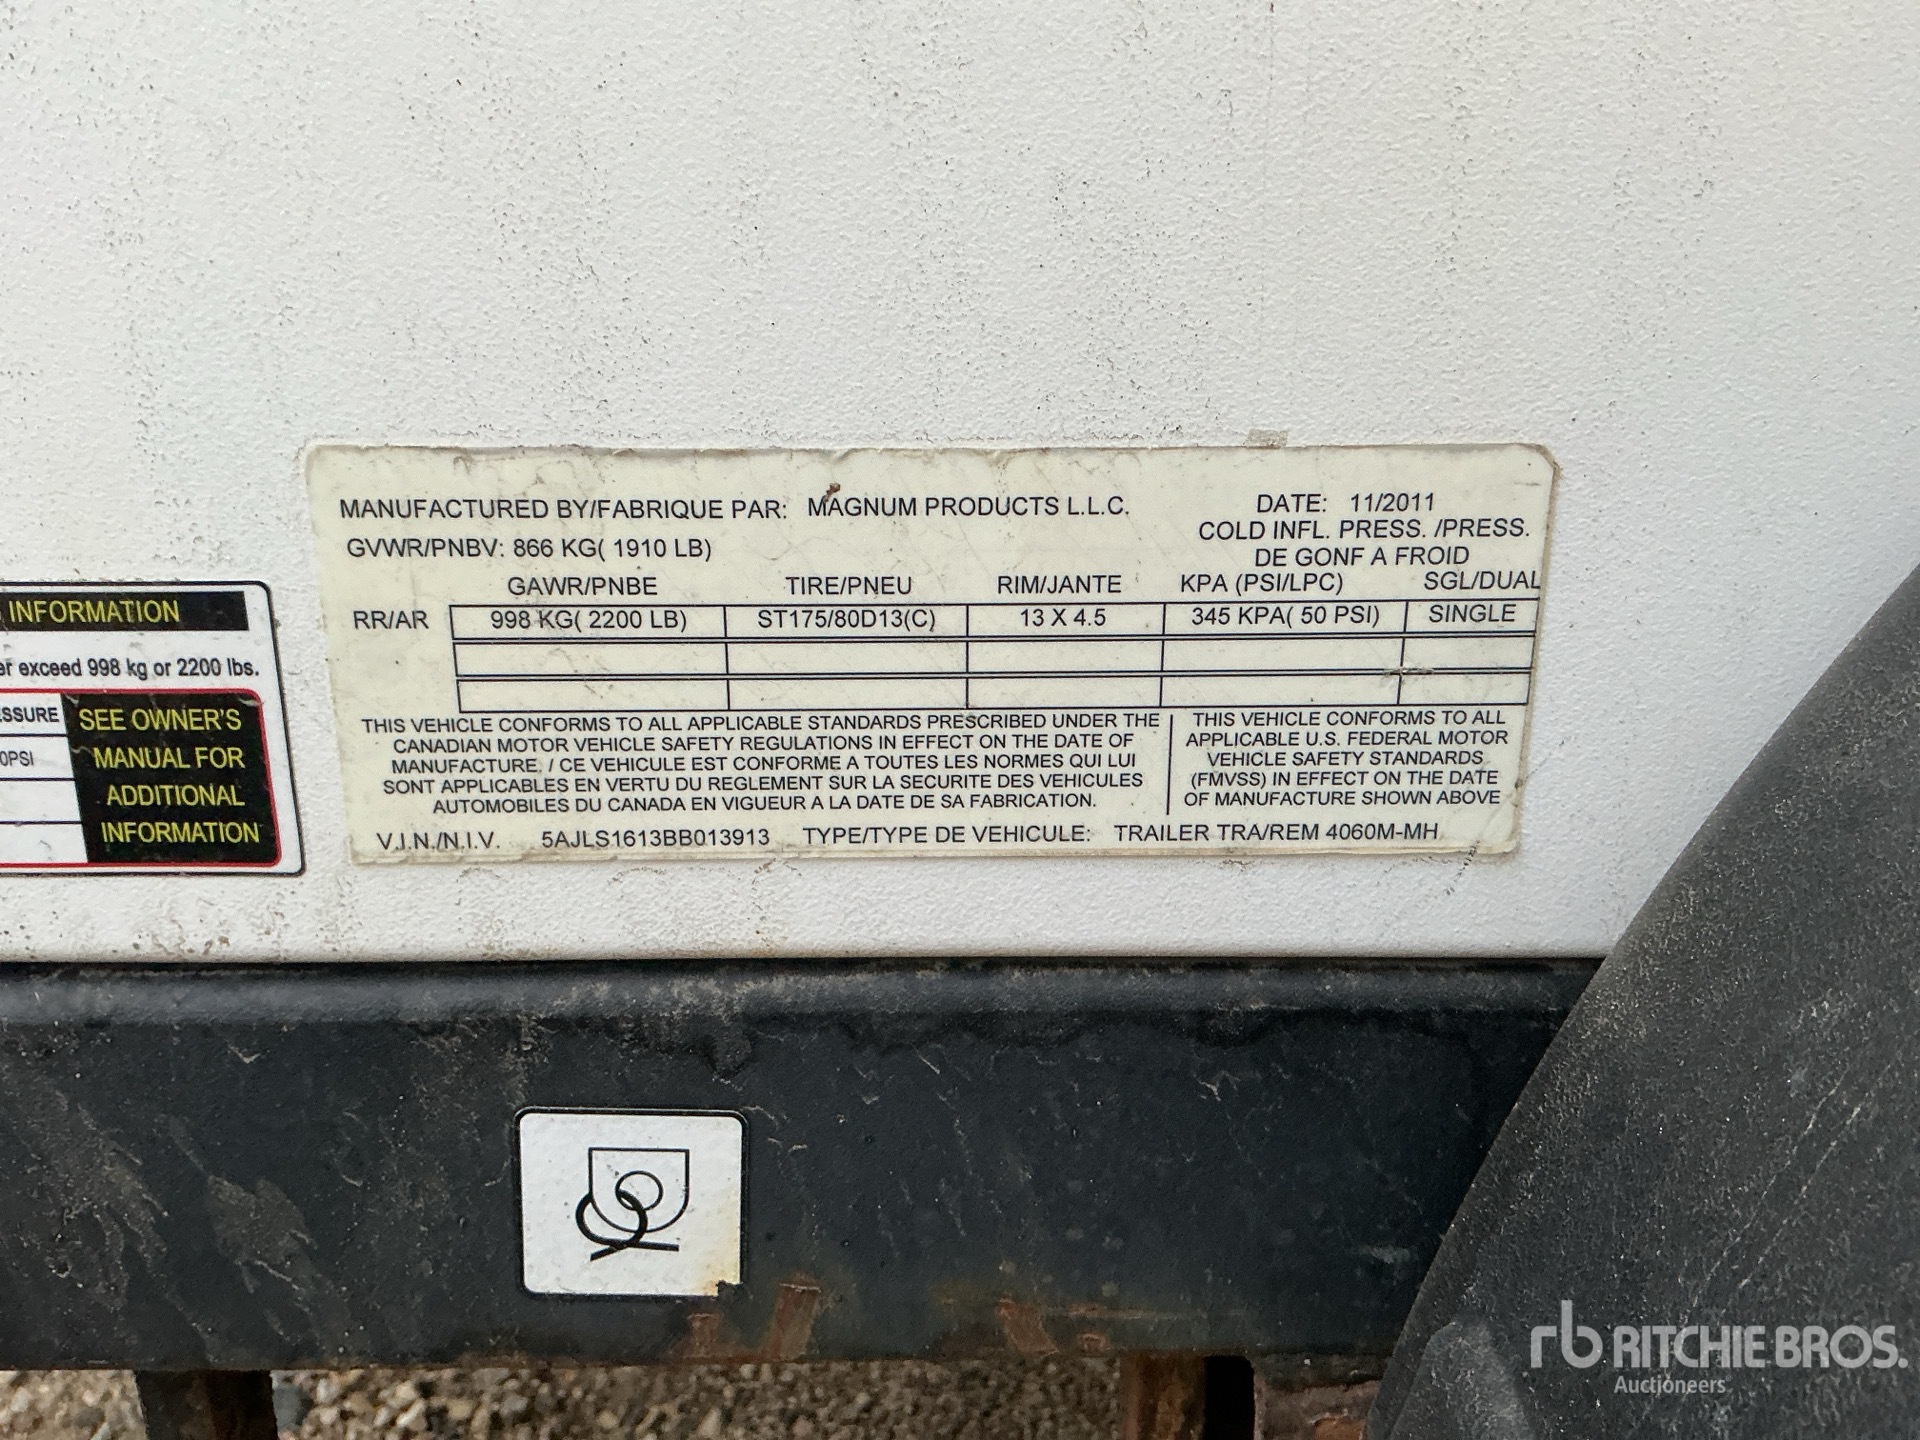 MANUFACTURED BY/FABRIQUE PAR: MAGNUM PRODUCTS L.L.C. DATE: 11/2011
COLD INFL. PRESS. /PRESS.
GVWR/PNBV: 866 KG( 1910 LB)
DE GONF A FROID
GAWR/PNBE TIRE/PNEU RIM/JANTE KPA (PSI/LPC) SGL/DUAL
RR/AR 998 KG( 2200 LB) ST175/80D13(C) 13 X 4.5 345 KPA( 50 PSI) SINGLE
THIS VEHICLE CONFORMS TO ALL APPLICABLE STANDARDS PRESCRIBED UNDER THE
CANADIAN MOTOR VEHICLE SAFETY REGULATIONS IN EFFECT ON THE DATE OF
MANUFACTURE. / CE VEHICULE EST CONFORME A TOUTES LES NORMES QUI LUI
SONT APPLICABLES EN VERTU DU REGLEMENT SUR LA SECURITE DES VEHICULES
AUTOMOBILES DU CANADA EN VIGUEUR A LA DATE DE SA FABRICATION.
THIS VEHICLE CONFORMS TO ALL
APPLICABLE U.S. FEDERAL MOTOR
VEHICLE SAFETY STANDARDS
(FMVSS) IN EFFECT ON THE DATE
OF MANUFACTURE SHOWN ABOVE
V.I.N./N.I.V. 5AJLS1613BB013913 TYPE/TYPE DE VEHICULE: TRAILER TRA/REM 4060M-MH
INFORMATION
exceed 998 kg or 2200 lbs.
SEE OWNER'S
MANUAL FOR
ADDITIONAL
INFORMATION
rb RITCHIE BROS.
Auctioneers